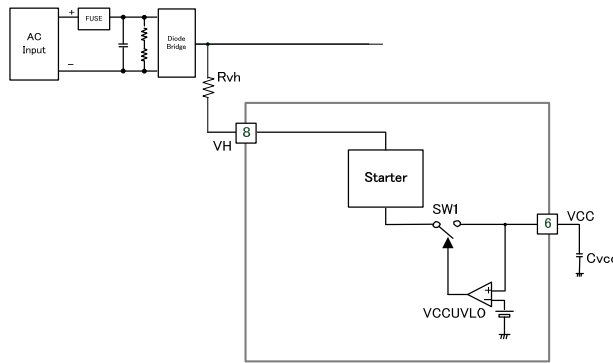 AC
Input
+
−
FUSE
Diode
Bridge
Rvh
8
VH
Starter
SW1
6
VCC
Cvcc
+
−
VCCUVLO